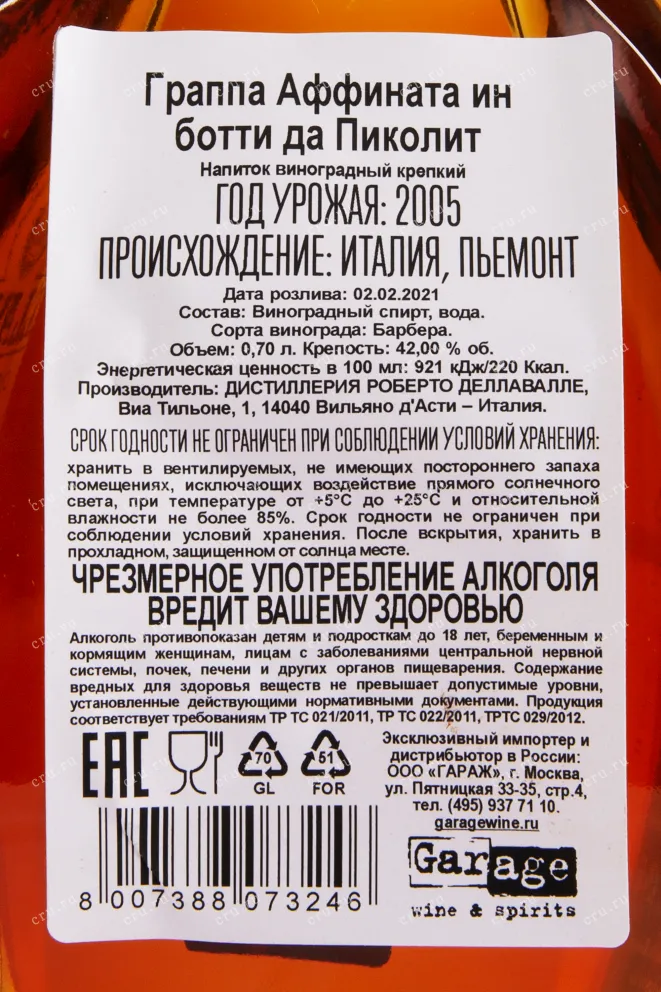 Граппа Аффината ин
ботти да Пиколит
Напиток виноградный крепкий
ГОД УРОЖАЯ: 2005
ПРОИСХОЖДЕНИЕ: ИТАЛИЯ, ПЬЕМОНТ
Дата розлива: 02.02.2021
Состав: Виноградный спирт, вода.
Сорта винограда: Барбера.
Объем: 0,70 л. Крепость: 42,00 % об.
Энергетическая ценность в 100 мл: 921 кДж/220 Ккал.
Производитель: ДИСТИЛЛЕРИЯ РОБЕРТО ДЕЛЛАВАЛЛЕ,
Виа Тильоне, 1, 14040 Вильяно д'Асти – Италия.
СРОК ГОДНОСТИ НЕ ОГРАНИЧЕН ПРИ СОБЛЮДЕНИИ УСЛОВИЙ ХРАНЕНИЯ:
хранить в вентилируемых, не имеющих постороннего запаха
помещениях, исключающих воздействие прямого солнечного
света, при температуре от +5°С до +25°С и относительной
влажности не более 85%. Срок годности не ограничен при
соблюдении условий хранения. После вскрытия, хранить в
прохладном, защищенном от солнца месте.
ЧРЕЗМЕРНОЕ УПОТРЕБЛЕНИЕ АЛКОГОЛЯ
ВРЕДИТ ВАШЕМУ ЗДОРОВЬЮ
Алкоголь противопоказан детям и подросткам до 18 лет, беременным и
кормящим женщинам, лицам с заболеваниями центральной нервной
системы, почек, печени и других органов пищеварения. Содержание
вредных для здоровья веществ не превышает допустимые уровни,
установленные действующими нормативными документами. Продукция
соответствует требованиям ТР ТС 021/2011, ТР ТС 022/2011, ТРТС 029/2012.
EAC
70
GL
51
FOR
Эксклюзивный импортер и
дистрибьютор в России:
ООО «ГАРАЖ», г. Москва,
ул. Пятницкая 33-35, стр.4,
тел. (495) 937 71 10.
garagewine.ru
Garage
wine & spirits
8 007388 073246